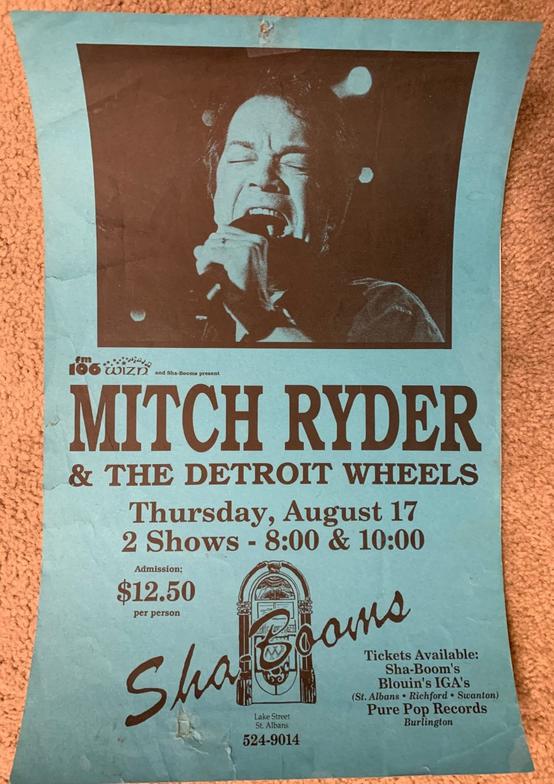 fm
106 WIZN and Sha-Booms present
MITCH RYDER
& THE DETROIT WHEELS
Thursday, August 17
2 Shows - 8:00 & 10:00
Admission:
$12.50
per person
Sha-Booms
Lake Street
St. Albans
524-9014
Tickets Available:
Sha-Boom's
Blouin's IGA's
(St. Albans • Richford • Swanton)
Pure Pop Records
Burlington